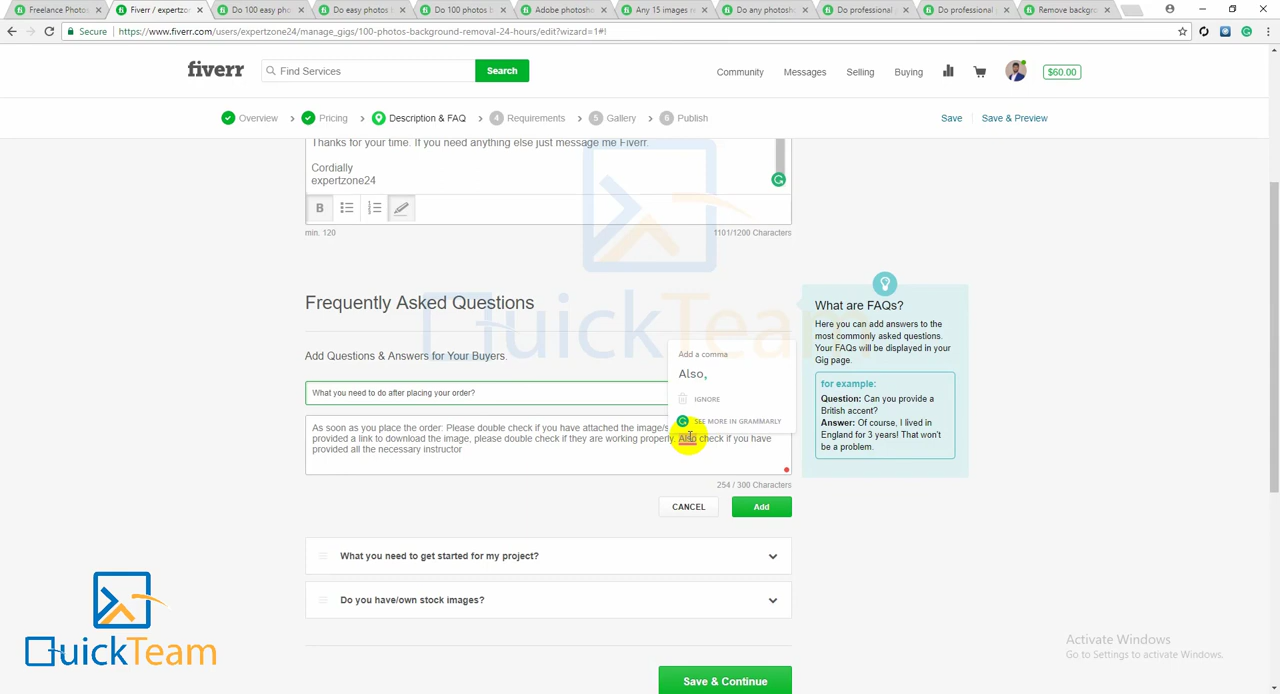 Freelance Photos
Fiverr / expertzone
Do 100 easy pho
Do easy photos
Do 100 photos b
Adobe photosho
Any 15 images re
Do any photosho
Do professional
Do professional
Remove backgro
Secure
https://www.fiverr.com/users/expertzone24/manage_gigs/100-photos-background-removal-24-hours/edit?wizard=1#!
fiverr
Find Services
Search
Community
Messages
Selling
Buying
$60.00
Overview
Pricing
Description & FAQ
4 Requirements
5 Gallery
6 Publish
Save
Save & Preview
Thanks for your time. If you need anything else just message me Fiverr.
Cordially
expertzone24
B
min. 120
1101/1200 Characters
Frequently Asked Questions
QuickTeam
Add Questions & Answers for Your Buyers.
What you need to do after placing your order?
As soon as you place the order: Please double check if you have attached the image/s
provided a link to download the image, please double check if they are working properly. Also check if you have
provided all the necessary instructor
Add a comma
Also,
IGNORE
SEE MORE IN GRAMMARLY
254 / 300 Characters
CANCEL
Add
What are FAQs?
Here you can add answers to the
most commonly asked questions.
Your FAQs will be displayed in your
Gig page.
for example:
Question: Can you provide a
British accent?
Answer: Of course, I lived in
England for 3 years! That won't
be a problem.
What you need to get started for my project?
Do you have/own stock images?
QuickTeam
Activate Windows
Go to Settings to activate Windows.
Save & Continue